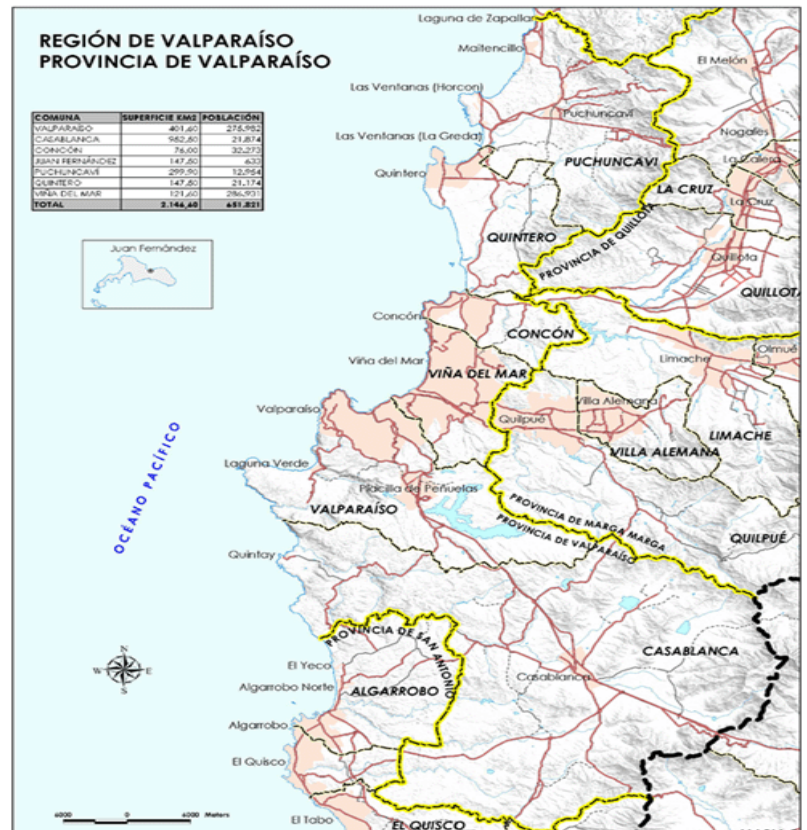 REGIÓN DE VALPARAÍSO
PROVINCIA DE VALPARAÍSO
COMUNA SUPERFICIE KM2 POBLACIÓN
VALPARAISO 401,60 275.982
CASABLANCA 952,50 21.874
CONCÓN 76,00 32.273
JUAN FERNÁNDEZ 147,50 633
PUCHUNCAVÍ 299,90 12.954
QUINTERO 147,50 21.174
VIÑA DEL MAR 121,60 286.931
TOTAL 2.146,60 651.821
Juan Fernández
Laguna de Zapallar
Maitencillo
El Melón
Las Ventanas (Horcon)
Puchuncaví
Nogales
Las Ventanas (La Greda)
PUCHUNCAVI
La Calera
Quintero
LA CRUZ
La Cruz
QUINTERO
PROVINCIA DE QUILLOTA
Quillota
QUILLOTA
Concón
CONCÓN
Olmué
Viña del Mar
Limache
VIÑA DEL MAR
Valparaíso
Villa Alemana
Quilpué
LIMACHE
VILLA ALEMANA
Laguna Verde
Placilla de Peñuelas
VALPARAÍSO
PROVINCIA DE MARGA MARGA
PROVINCIA DE VALPARAÍSO
QUILPUÉ
OCÉANO PACÍFICO
Quintay
PROVINCIA DE SAN ANTONIO
CASABLANCA
El Yeco
Casablanca
Algarrobo Norte
ALGARROBO
Algarrobo
El Quisco
El Tabo
EL QUISCO
N
W E
S
6000 0 6000 Meters